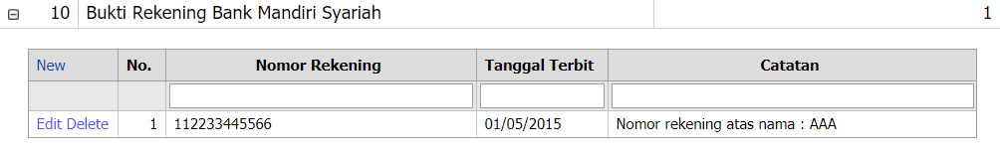 10 Bukti Rekening Bank Mandiri Syariah 1
New No. Nomor Rekening Tanggal Terbit Catatan
Edit Delete 1 112233445566 01/05/2015 Nomor rekening atas nama : AAA